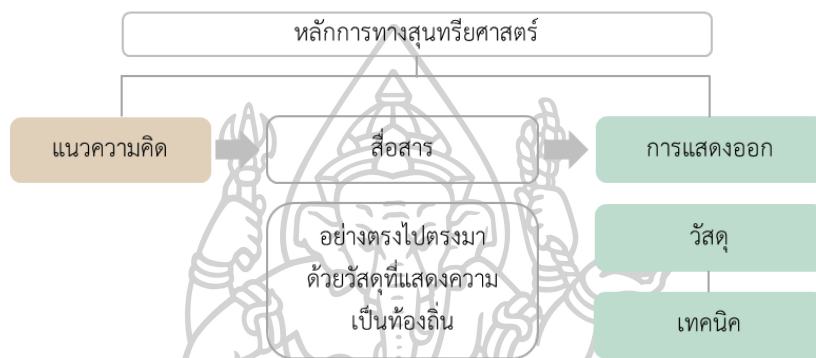 หลักการทางสุนทรียศาสตร์
แนวความคิด
สื่อสาร
การแสดงออก
อย่างตรงไปตรงมา
ด้วยวัสดุที่แสดงความ
เป็นท้องถิ่น
วัสดุ
เทคนิค